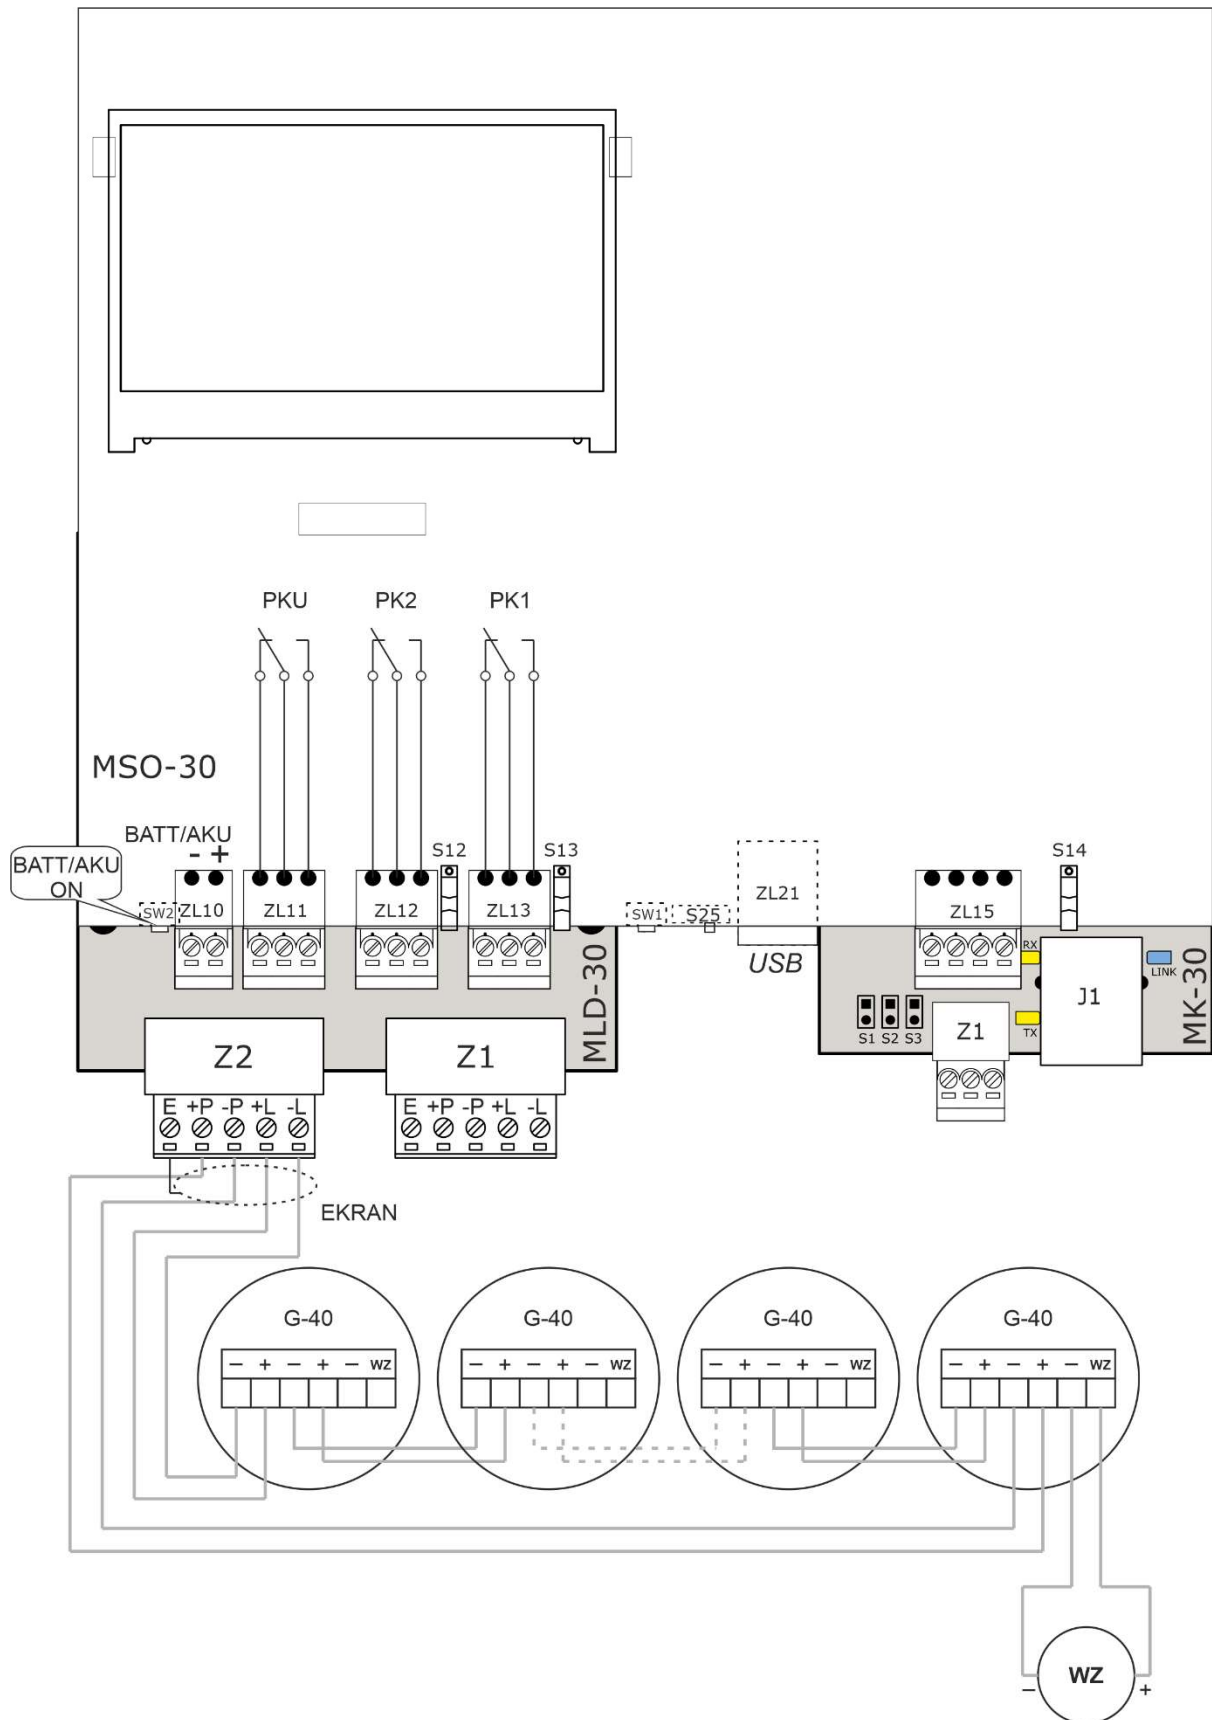 PKU PK2 PK1
MSO-30
BATT/AKU
- +
BATT/AKU
ON
S12 S13 S14
SW2 ZL10 ZL11 ZL12 ZL13 SW1 S25 ZL21 ZL15
USB
RX
LINK
MLD-30
J1
MK-30
TX
S1 S2 S3
Z1
Z2 Z1
E +P -P +L -L
E +P -P +L -L
EKRAN
G-40 G-40 G-40 G-40
– + – + – WZ
– + – + – WZ
– + – + – WZ
– + – + – WZ
WZ
– +